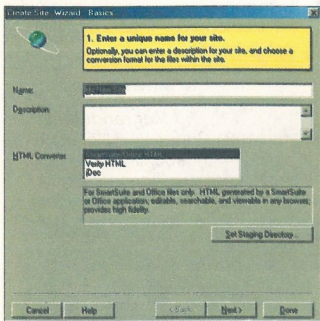 Create Site Wizard - Basics
1. Enter a unique name for your site.
Optionally, you can enter a description for your site, and choose a
conversion format for the files within the site.
Name:
Description:
HTML Converter:
Verity HTML
iDoc
For SmartSuite and Office files only. HTML generated by a SmartSuite
or Office application, editable, searchable, and viewable in any browser;
provides high fidelity.
Set Staging Directory...
Cancel
Help
< Back
Next >
Done